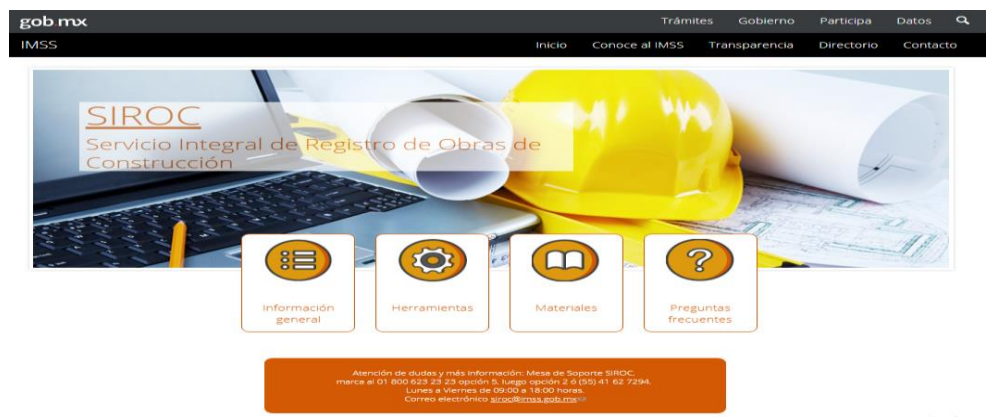 gob.mx
Trámites Gobierno Participa Datos
IMSS
Inicio Conoce al IMSS Transparencia Directorio Contacto
SIROC
Servicio Integral de Registro de Obras de
Construcción
Información
general
Herramientas
Materiales
Preguntas
frecuentes
Atención de dudas y más información: Mesa de Soporte SIROC,
marca al 01 800 623 23 23 opción 5, luego opción 2 ó (55) 41 62 7294.
Lunes a Viernes de 09:00 a 18:00 horas.
Correo electrónico siroc@imss.gob.mx